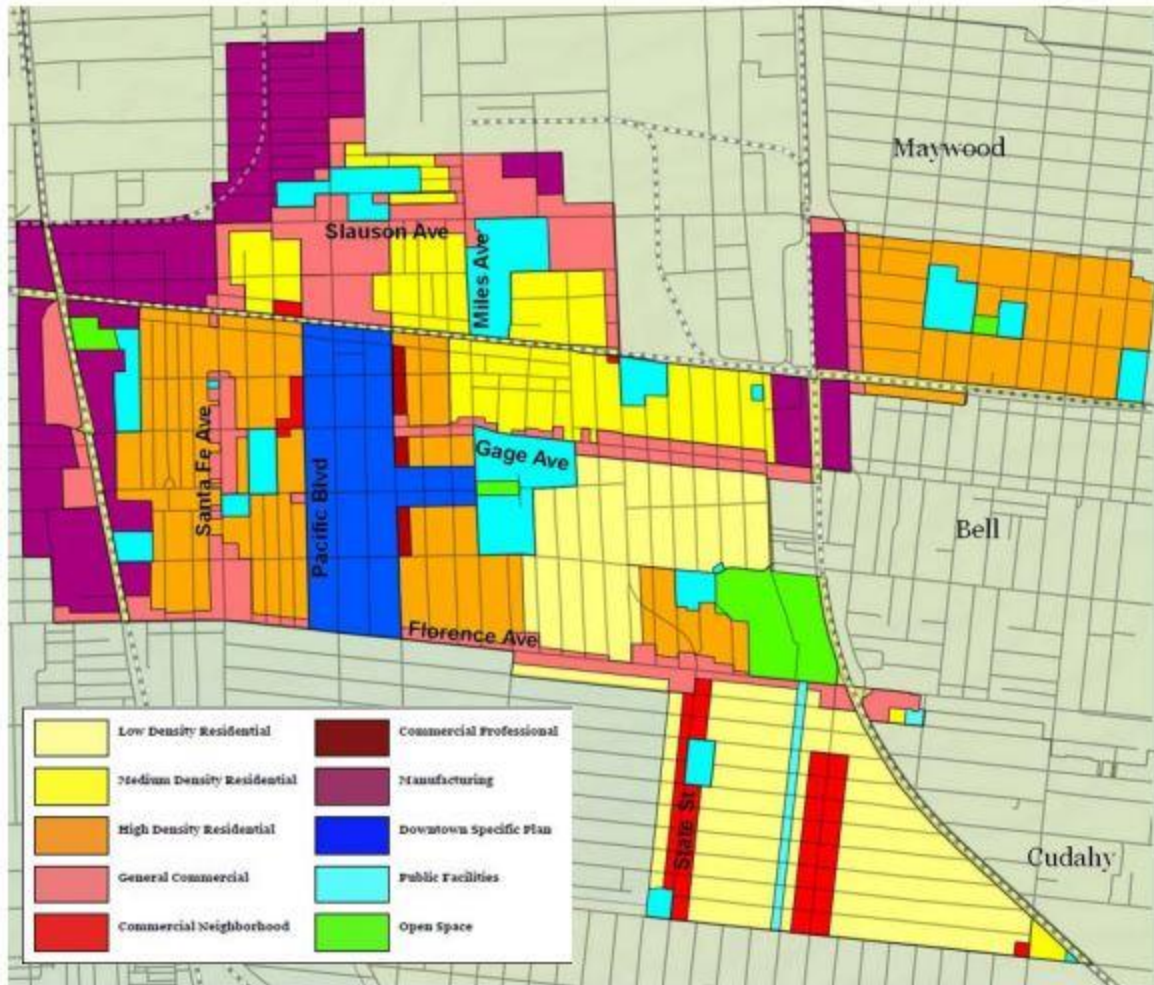 Maywood
Slauson Ave
Miles Ave
Santa Fe Ave
Pacific Blvd
Gage Ave
Bell
Florence Ave
State St
Cudahy
Low Density Residential
Medium Density Residential
High Density Residential
General Commercial
Commercial Neighborhood
Commercial Professional
Manufacturing
Downtown Specific Plan
Public Facilities
Open Space